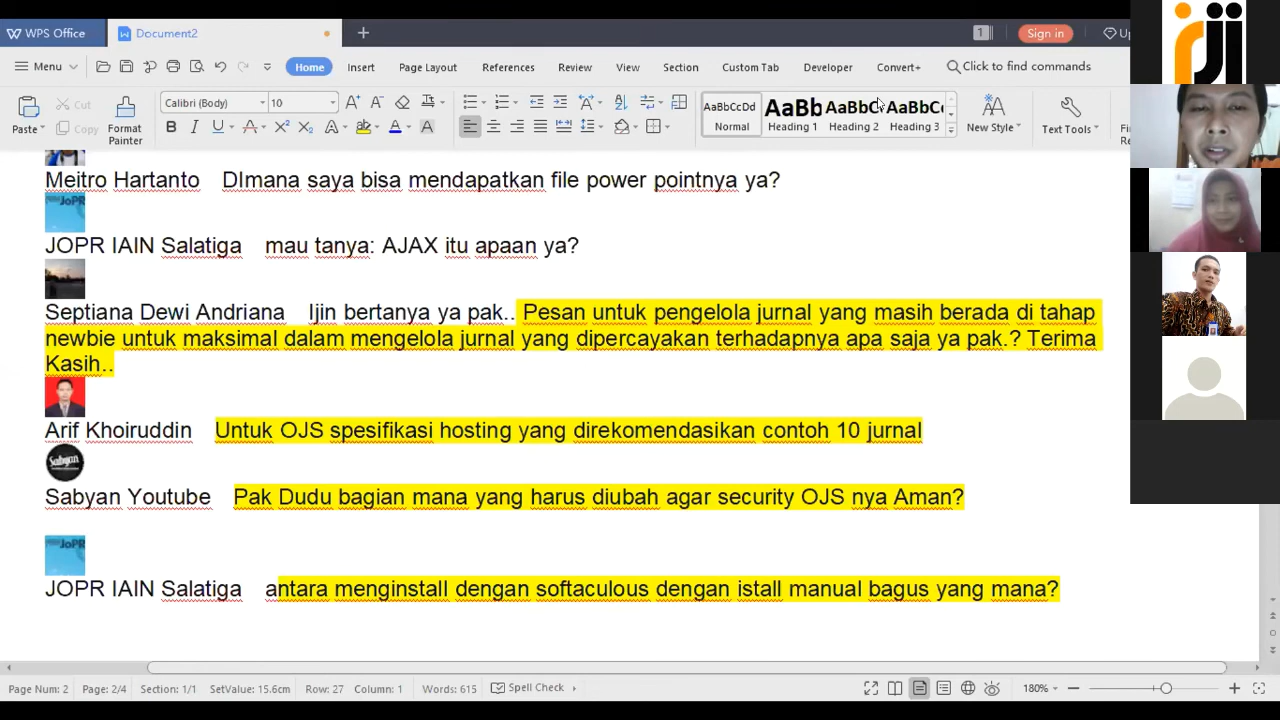 WPS Office
Document2
1
Sign in
Up
Menu
Home
Insert
Page Layout
References
Review
View
Section
Custom Tab
Developer
Convert+
Click to find commands
Paste
Cut
Copy
Format Painter
Calibri (Body)
10
AaBbCcDd
Normal
AaBb
Heading 1
AaBbC
Heading 2
AaBbC
Heading 3
New Style
Text Tools
rji
Meitro Hartanto DImana saya bisa mendapatkan file power pointnya ya?
JoPR
JOPR IAIN Salatiga mau tanya: AJAX itu apaan ya?
Septiana Dewi Andriana Ijin bertanya ya pak.. Pesan untuk pengelola jurnal yang masih berada di tahap
newbie untuk maksimal dalam mengelola jurnal yang dipercayakan terhadapnya apa saja ya pak.? Terima
Kasih..
Arif Khoiruddin Untuk OJS spesifikasi hosting yang direkomendasikan contoh 10 jurnal
Sabyan
Sabyan Youtube Pak Dudu bagian mana yang harus diubah agar security OJS nya Aman?
JoPR
JOPR IAIN Salatiga antara menginstall dengan softaculous dengan istall manual bagus yang mana?
Page Num: 2 Page: 2/4 Section: 1/1 SetValue: 15.6cm Row: 27 Column: 1 Words: 615 Spell Check 180%